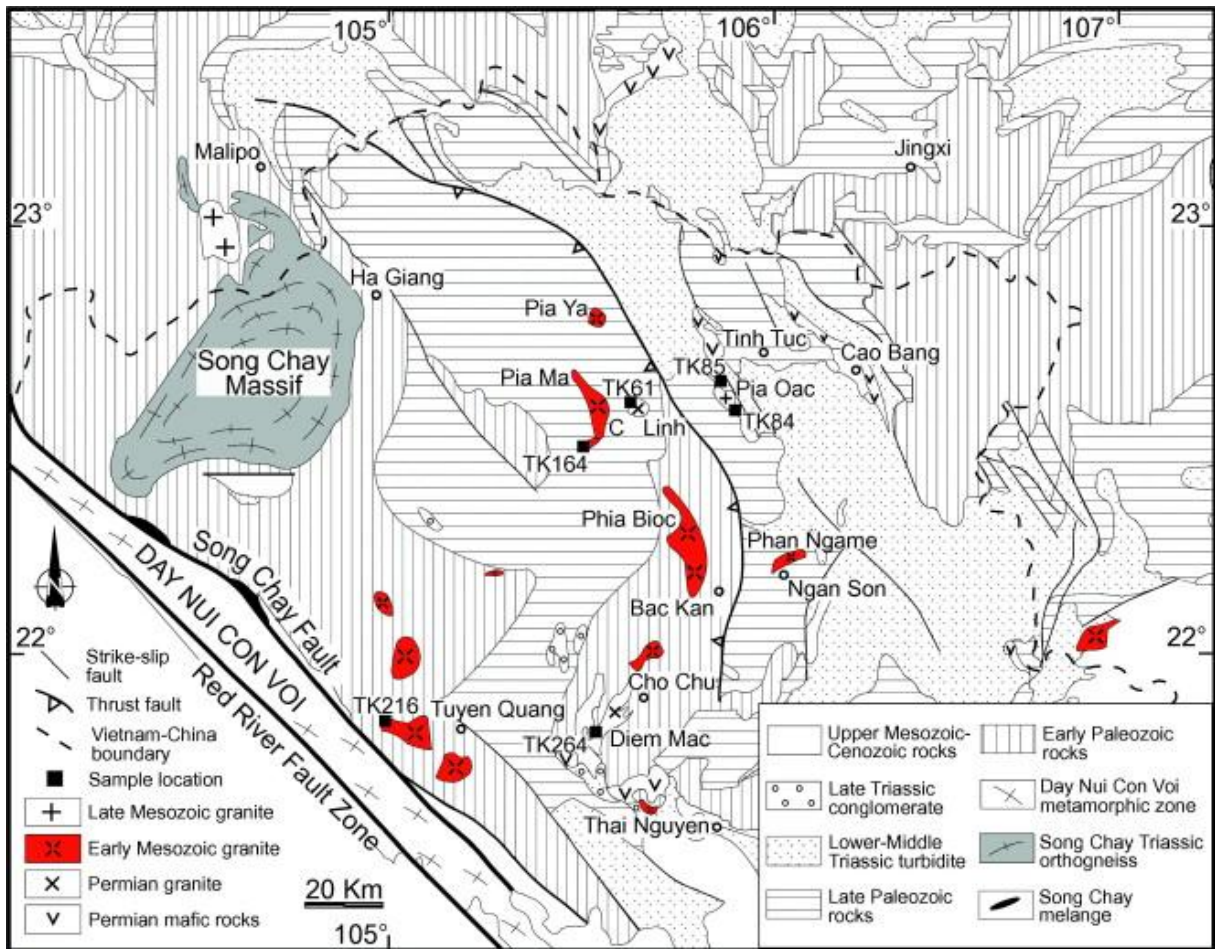 105°
106°
107°
Malipo
Jingxi
23°
23°
Ha Giang
Pia Ya
Song Chay
Massif
Tinh Tuc
Cao Bang
Pia Ma
TK61
TK85
Pia Oac
C Linh
TK84
TK164
Phia Bioc
Phan Ngame
Ngan Son
Bac Kan
Song Chay Fault
DAY NUI CON VOI
Red River Fault Zone
22°
22°
Cho Chu
TK216
Tuyen Quang
TK264
Diem Mac
Thai Nguyen
Strike-slip
fault
Thrust fault
Vietnam-China
boundary
Sample location
Late Mesozoic granite
Early Mesozoic granite
Permian granite
Permian mafic rocks
20 Km
105°
Upper Mesozoic-
Cenozoic rocks
Late Triassic
conglomerate
Lower-Middle
Triassic turbidite
Late Paleozoic
rocks
Early Paleozoic
rocks
Day Nui Con Voi
metamorphic zone
Song Chay Triassic
orthogneiss
Song Chay
melange